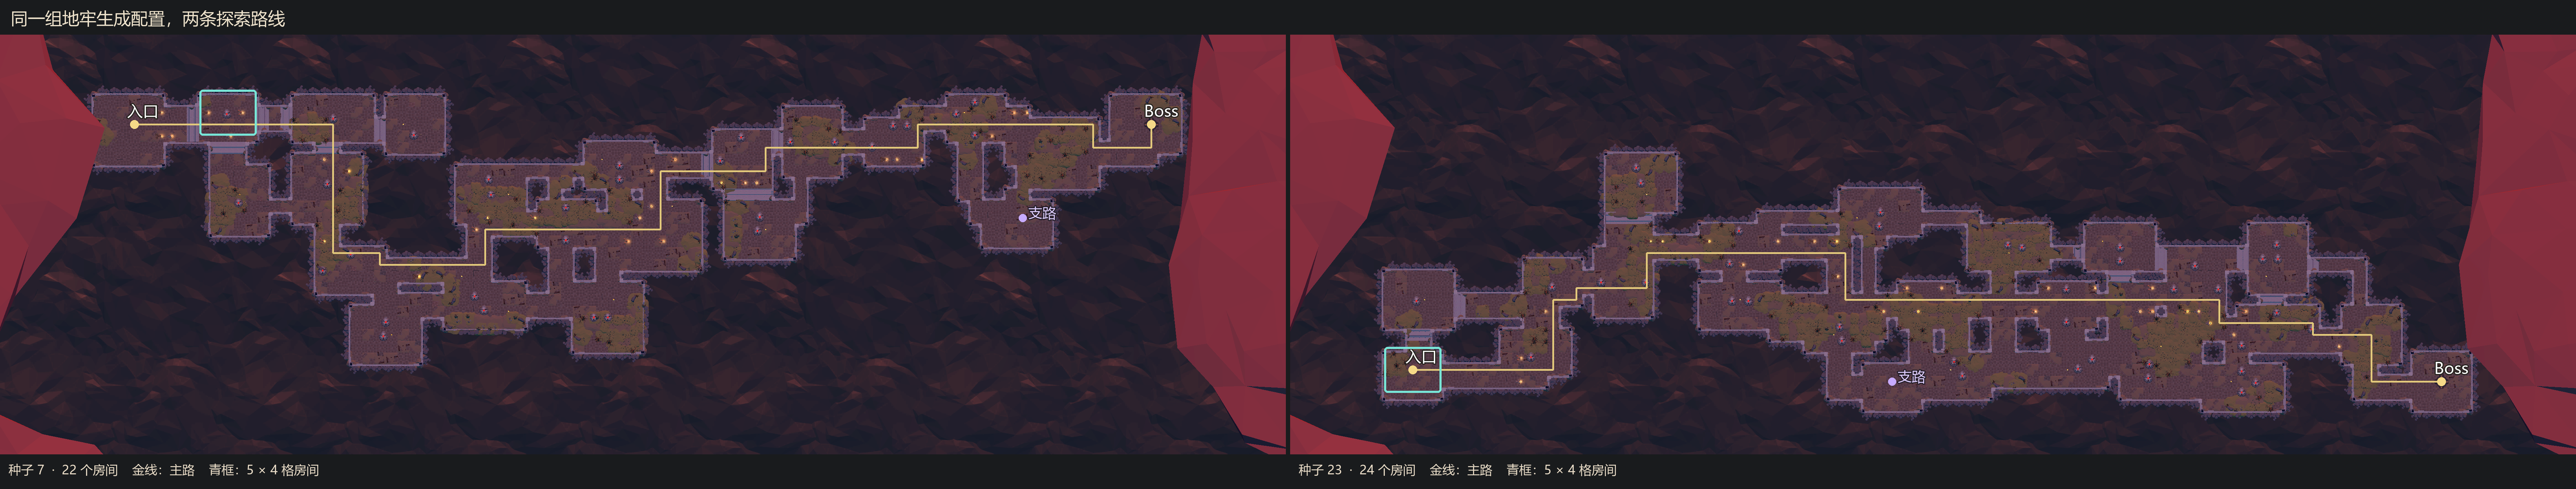 同一组地牢生成配置，两条探索路线
入口
Boss
支路
种子 7 · 22 个房间 金线：主路 青框：5 × 4 格房间
入口
支路
Boss
种子 23 · 24 个房间 金线：主路 青框：5 × 4 格房间